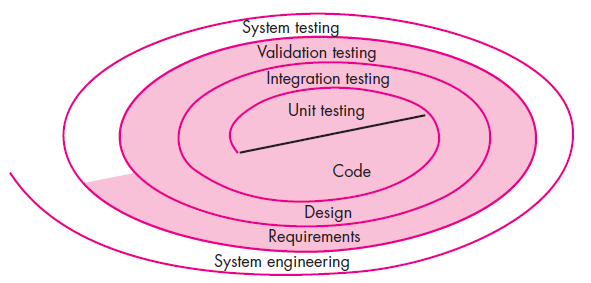 System testing
Validation testing
Integration testing
Unit testing
Code
Design
Requirements
System engineering